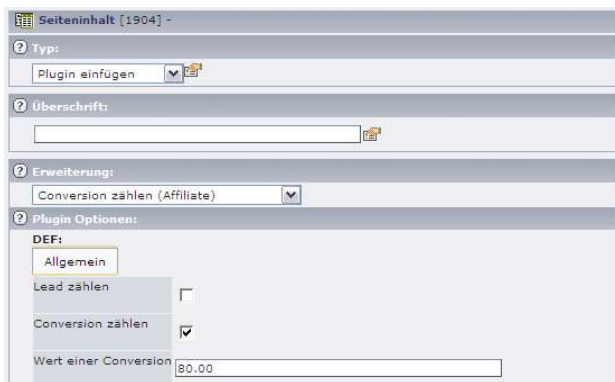 Seiteninhalt [1904] -
Typ:
Plugin einfügen
Überschrift:
Erweiterung:
Conversion zählen (Affiliate)
Plugin Optionen:
DEF:
Allgemein
Lead zählen
Conversion zählen
Wert einer Conversion 80.00